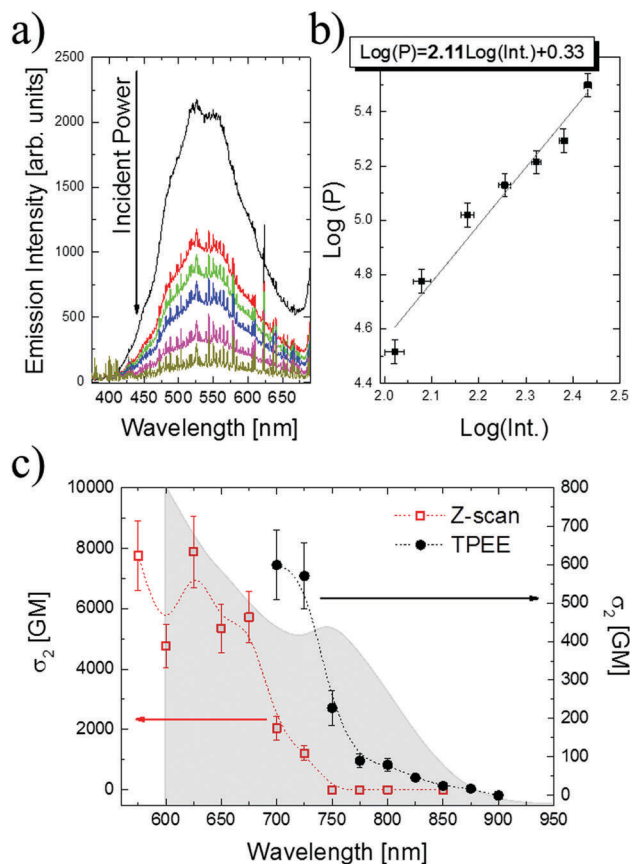 a)
b)
Log(P)=2.11Log(Int.)+0.33
2500
2000
1500
1000
500
0
Emission Intensity [arb. units]
Incident Power
400 450 500 550 600 650
Wavelength [nm]
5.6
5.4
5.2
5.0
4.8
4.6
4.4
Log (P)
2.0 2.1 2.2 2.3 2.4 2.5
Log(Int.)
c)
10000
8000
6000
4000
2000
0
σ2 [GM]
Z-scan
TPEE
800
700
600
500
400
300
200
100
0
σ2 [GM]
600 650 700 750 800 850 900 950
Wavelength [nm]